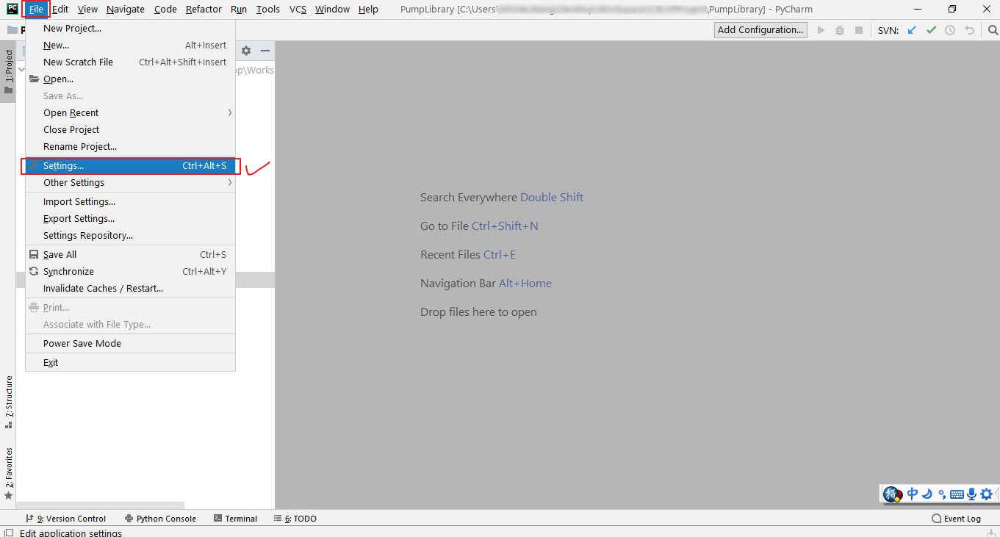 PC File Edit View Navigate Code Refactor Run Tools VCS Window Help PumpLibrary [C:\Users\ \PumpLibrary] - PyCharm
P Add Configuration... SVN:
New Project...
New... Alt+Insert
New Scratch File Ctrl+Alt+Shift+Insert
Open... op\Works
Save As...
Open Recent
Close Project
Rename Project...
Settings... Ctrl+Alt+S
Other Settings
Import Settings...
Export Settings...
Settings Repository...
Save All Ctrl+S
Synchronize Ctrl+Alt+Y
Invalidate Caches / Restart...
Print...
Associate with File Type...
Power Save Mode
Exit
1: Project
7: Structure
2: Favorites
Search Everywhere Double Shift
Go to File Ctrl+Shift+N
Recent Files Ctrl+E
Navigation Bar Alt+Home
Drop files here to open
中
9: Version Control Python Console Terminal 6: TODO Event Log
Edit application settings